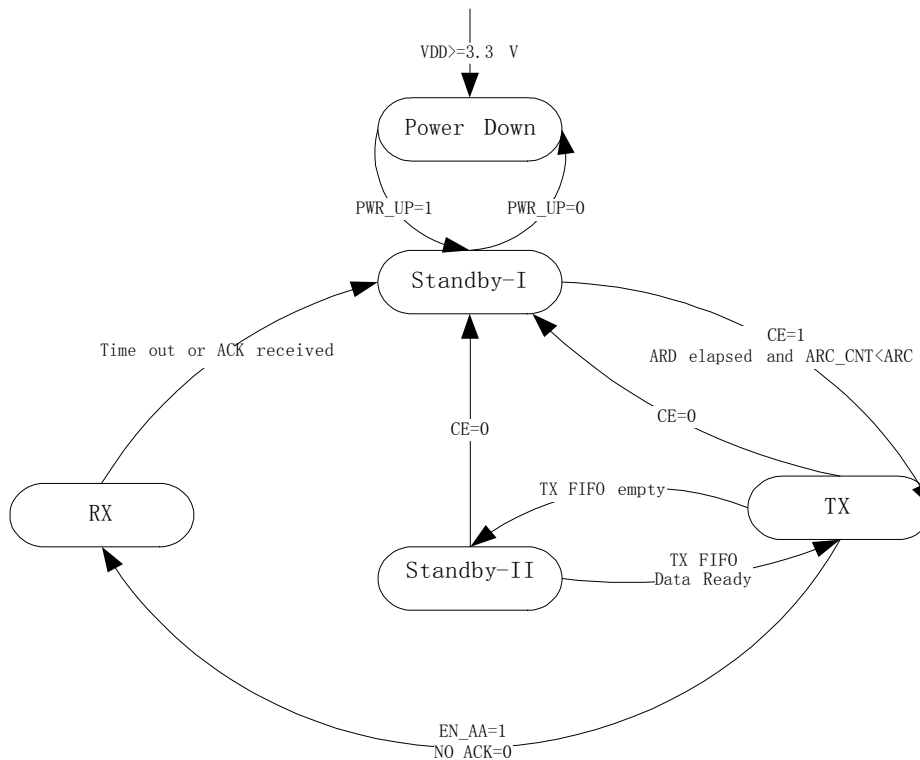 VDD>=3.3 V
Power Down
PWR_UP=1
PWR_UP=0
Standby-I
CE=1
ARD elapsed and ARC_CNT<ARC
Time out or ACK received
CE=0
CE=0
TX FIFO empty
RX
TX
Standby-II
TX FIFO
Data Ready
EN_AA=1
NO_ACK=0